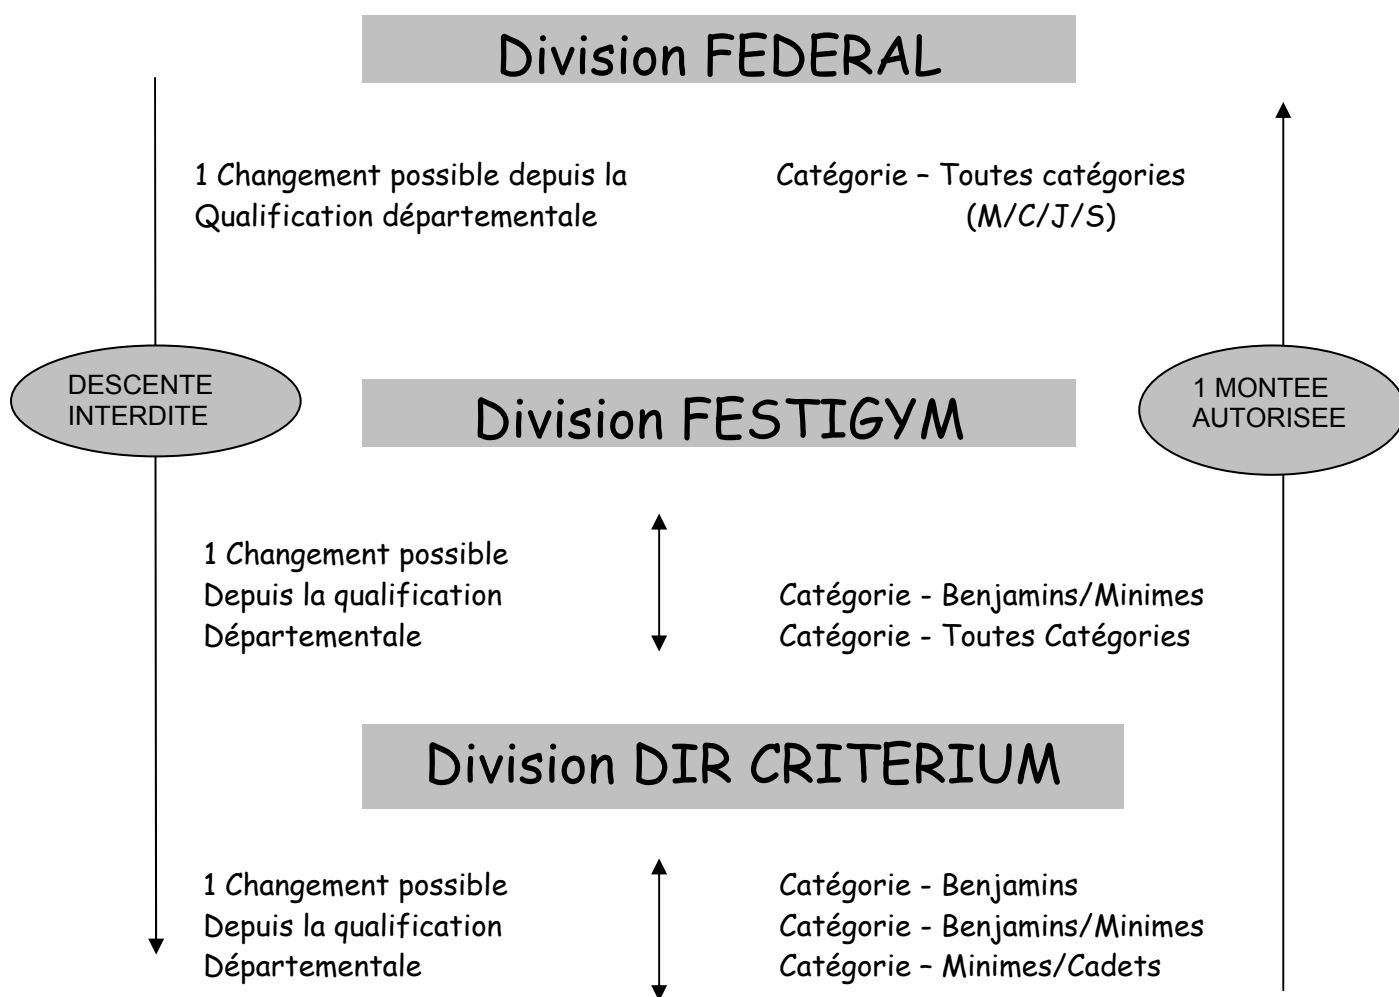 Division FEDERAL
1 Changement possible depuis la
Qualification départementale
Catégorie – Toutes catégories
(M/C/J/S)
DESCENTE
INTERDITE
Division FESTIGYM
1 MONTEE
AUTORISEE
1 Changement possible
Depuis la qualification
Départementale
Catégorie - Benjamins/Minimes
Catégorie - Toutes Catégories
Division DIR CRITERIUM
1 Changement possible
Depuis la qualification
Départementale
Catégorie - Benjamins
Catégorie - Benjamins/Minimes
Catégorie – Minimes/Cadets